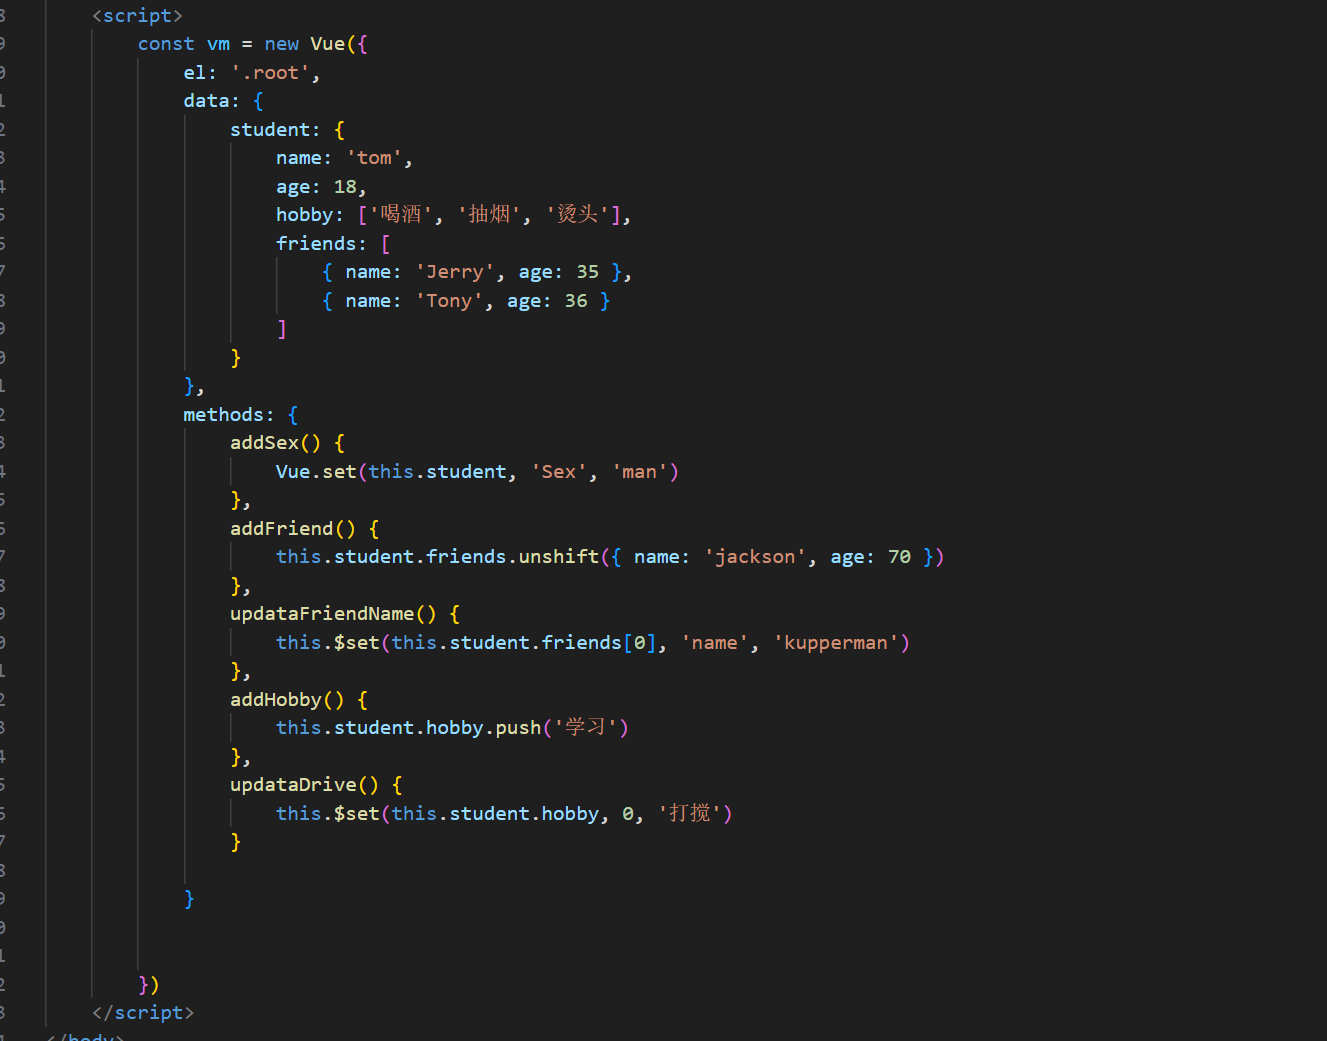 <script>
const vm = new Vue({
el: '.root',
data: {
student: {
name: 'tom',
age: 18,
hobby: ['喝酒', '抽烟', '烫头'],
friends: [
{ name: 'Jerry', age: 35 },
{ name: 'Tony', age: 36 }
]
}
},
methods: {
addSex() {
Vue.set(this.student, 'Sex', 'man')
},
addFriend() {
this.student.friends.unshift({ name: 'jackson', age: 70 })
},
updataFriendName() {
this.$set(this.student.friends[0], 'name', 'kupperman')
},
addHobby() {
this.student.hobby.push('学习')
},
updataDrive() {
this.$set(this.student.hobby, 0, '打搅')
}
}
})
</script>
</body>